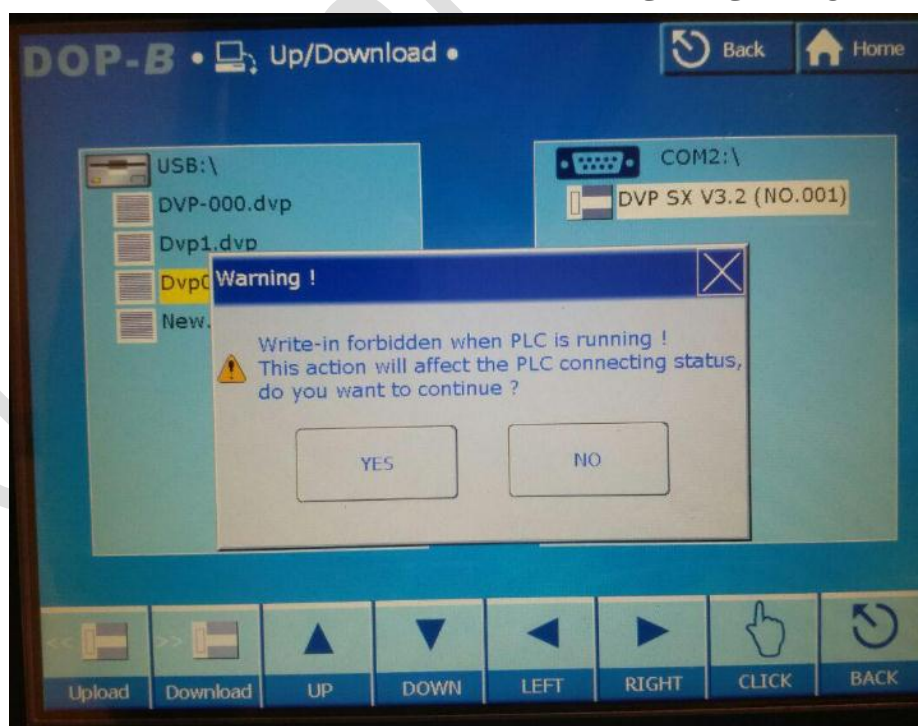 DOP-B • Up/Download •
Back
Home
USB:\
DVP-000.dvp
Dvp1.dvp
New.
COM2:\
DVP SX V3.2 (NO.001)
Warning !
Write-in forbidden when PLC is running !
This action will affect the PLC connecting status,
do you want to continue ?
YES
NO
<<
>>
Upload
Download
UP
DOWN
LEFT
RIGHT
CLICK
BACK